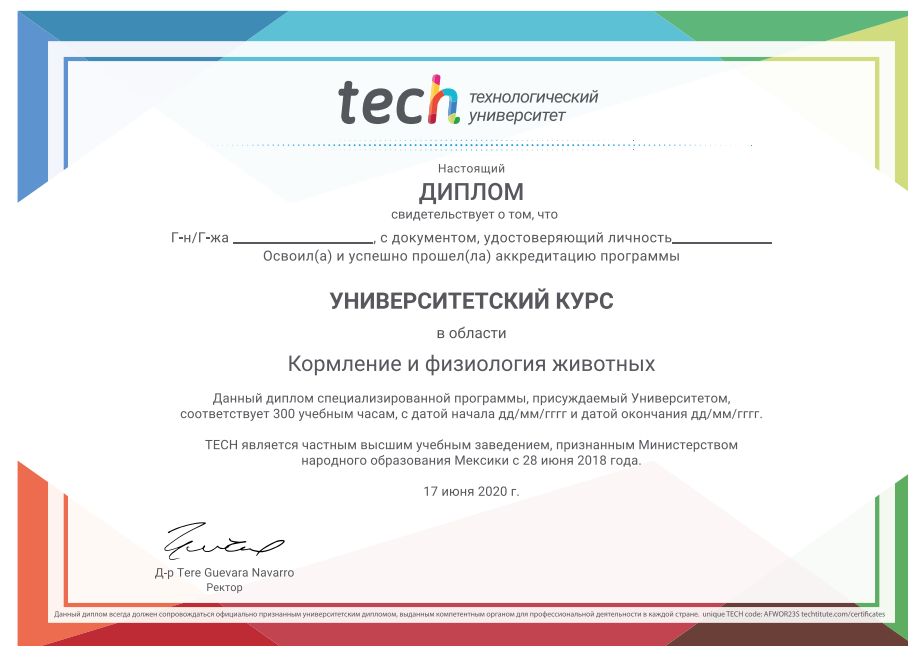 tech технологический
университет
Настоящий
ДИПЛОМ
свидетельствует о том, что
Г-н/Г-жа ____________________, с документом, удостоверяющий личность______________
Освоил(а) и успешно прошел(ла) аккредитацию программы
УНИВЕРСИТЕТСКИЙ КУРС
в области
Кормление и физиология животных
Данный диплом специализированной программы, присуждаемый Университетом,
соответствует 300 учебным часам, с датой начала дд/мм/гггг и датой окончания дд/мм/гггг.
TECH является частным высшим учебным заведением, признанным Министерством
народного образования Мексики с 28 июня 2018 года.
17 июня 2020 г.
Д-р Tere Guevara Navarro
Ректор
Данный диплом всегда должен сопровождаться официально признанным университетским дипломом, выданным компетентным органом для профессиональной деятельности в каждой стране. unique TECH code: AFWOR23S techtitute.com/certificates